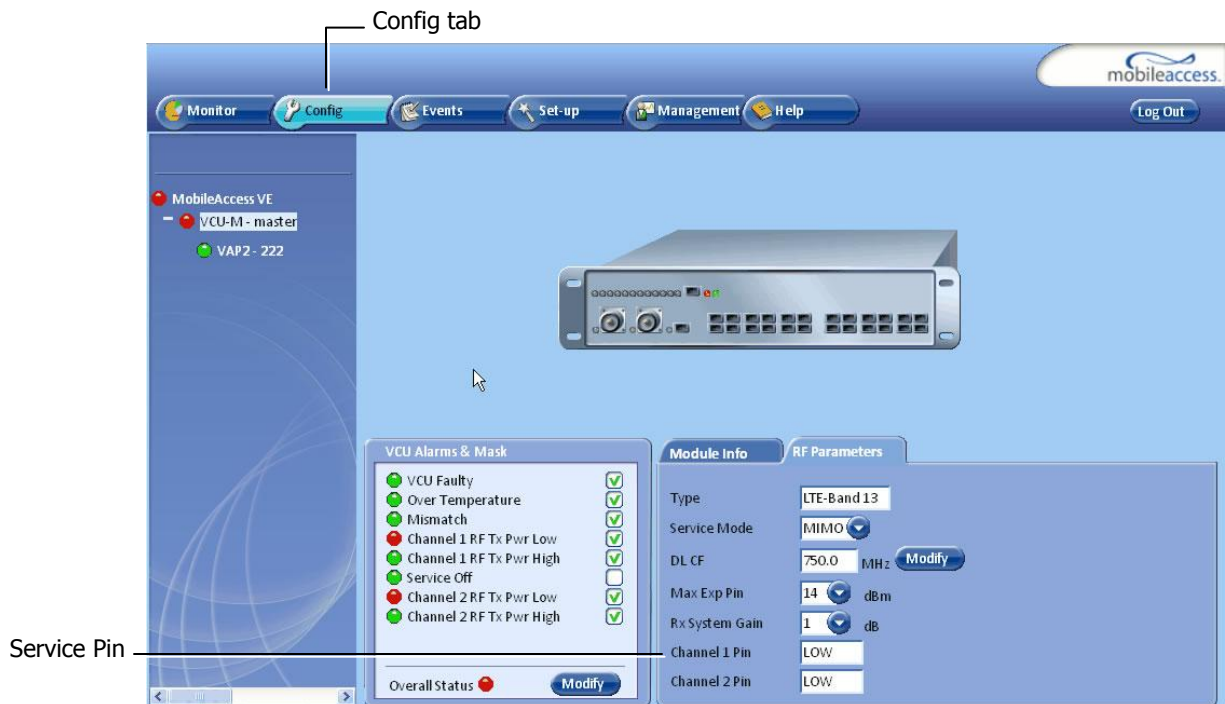 Config tab
mobileaccess.
Monitor
Config
Events
Set-up
Management
Help
Log Out
MobileAccess VE
VCU-M - master
VAP2 - 222
VCU Alarms & Mask
VCU Faulty
Over Temperature
Mismatch
Channel 1 RF Tx Pwr Low
Channel 1 RF Tx Pwr High
Service Off
Channel 2 RF Tx Pwr Low
Channel 2 RF Tx Pwr High
Overall Status
Modify
Module Info
RF Parameters
Type LTE-Band 13
Service Mode MIMO
DL CF 750.0 MHz Modify
Max Exp Pin 14 dBm
Rx System Gain 1 dB
Channel 1 Pin LOW
Channel 2 Pin LOW
Service Pin